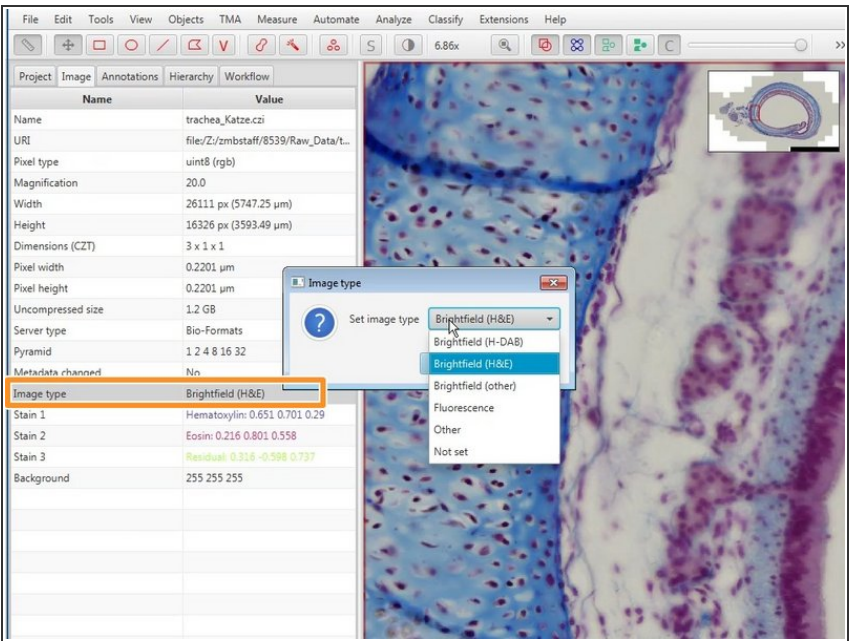 File Edit Tools View Objects TMA Measure Automate Analyze Classify Extensions Help
S 6.86x C >>
Project Image Annotations Hierarchy Workflow
Name Value
Name trachea_Katze.czi
URI file:/Z:/zmbstaff/8539/Raw_Data/t...
Pixel type uint8 (rgb)
Magnification 20.0
Width 26111 px (5747.25 µm)
Height 16326 px (3593.49 µm)
Dimensions (CZT) 3 x 1 x 1
Pixel width 0.2201 µm
Pixel height 0.2201 µm
Uncompressed size 1.2 GB
Server type Bio-Formats
Pyramid 1 2 4 8 16 32
Metadata changed No
Image type Brightfield (H&E)
Stain 1 Hematoxylin: 0.651 0.701 0.29
Stain 2 Eosin: 0.216 0.801 0.558
Stain 3 Residual: 0.316 -0.598 0.737
Background 255 255 255
Image type
Set image type Brightfield (H&E)
Brightfield (H-DAB)
Brightfield (H&E)
Brightfield (other)
Fluorescence
Other
Not set